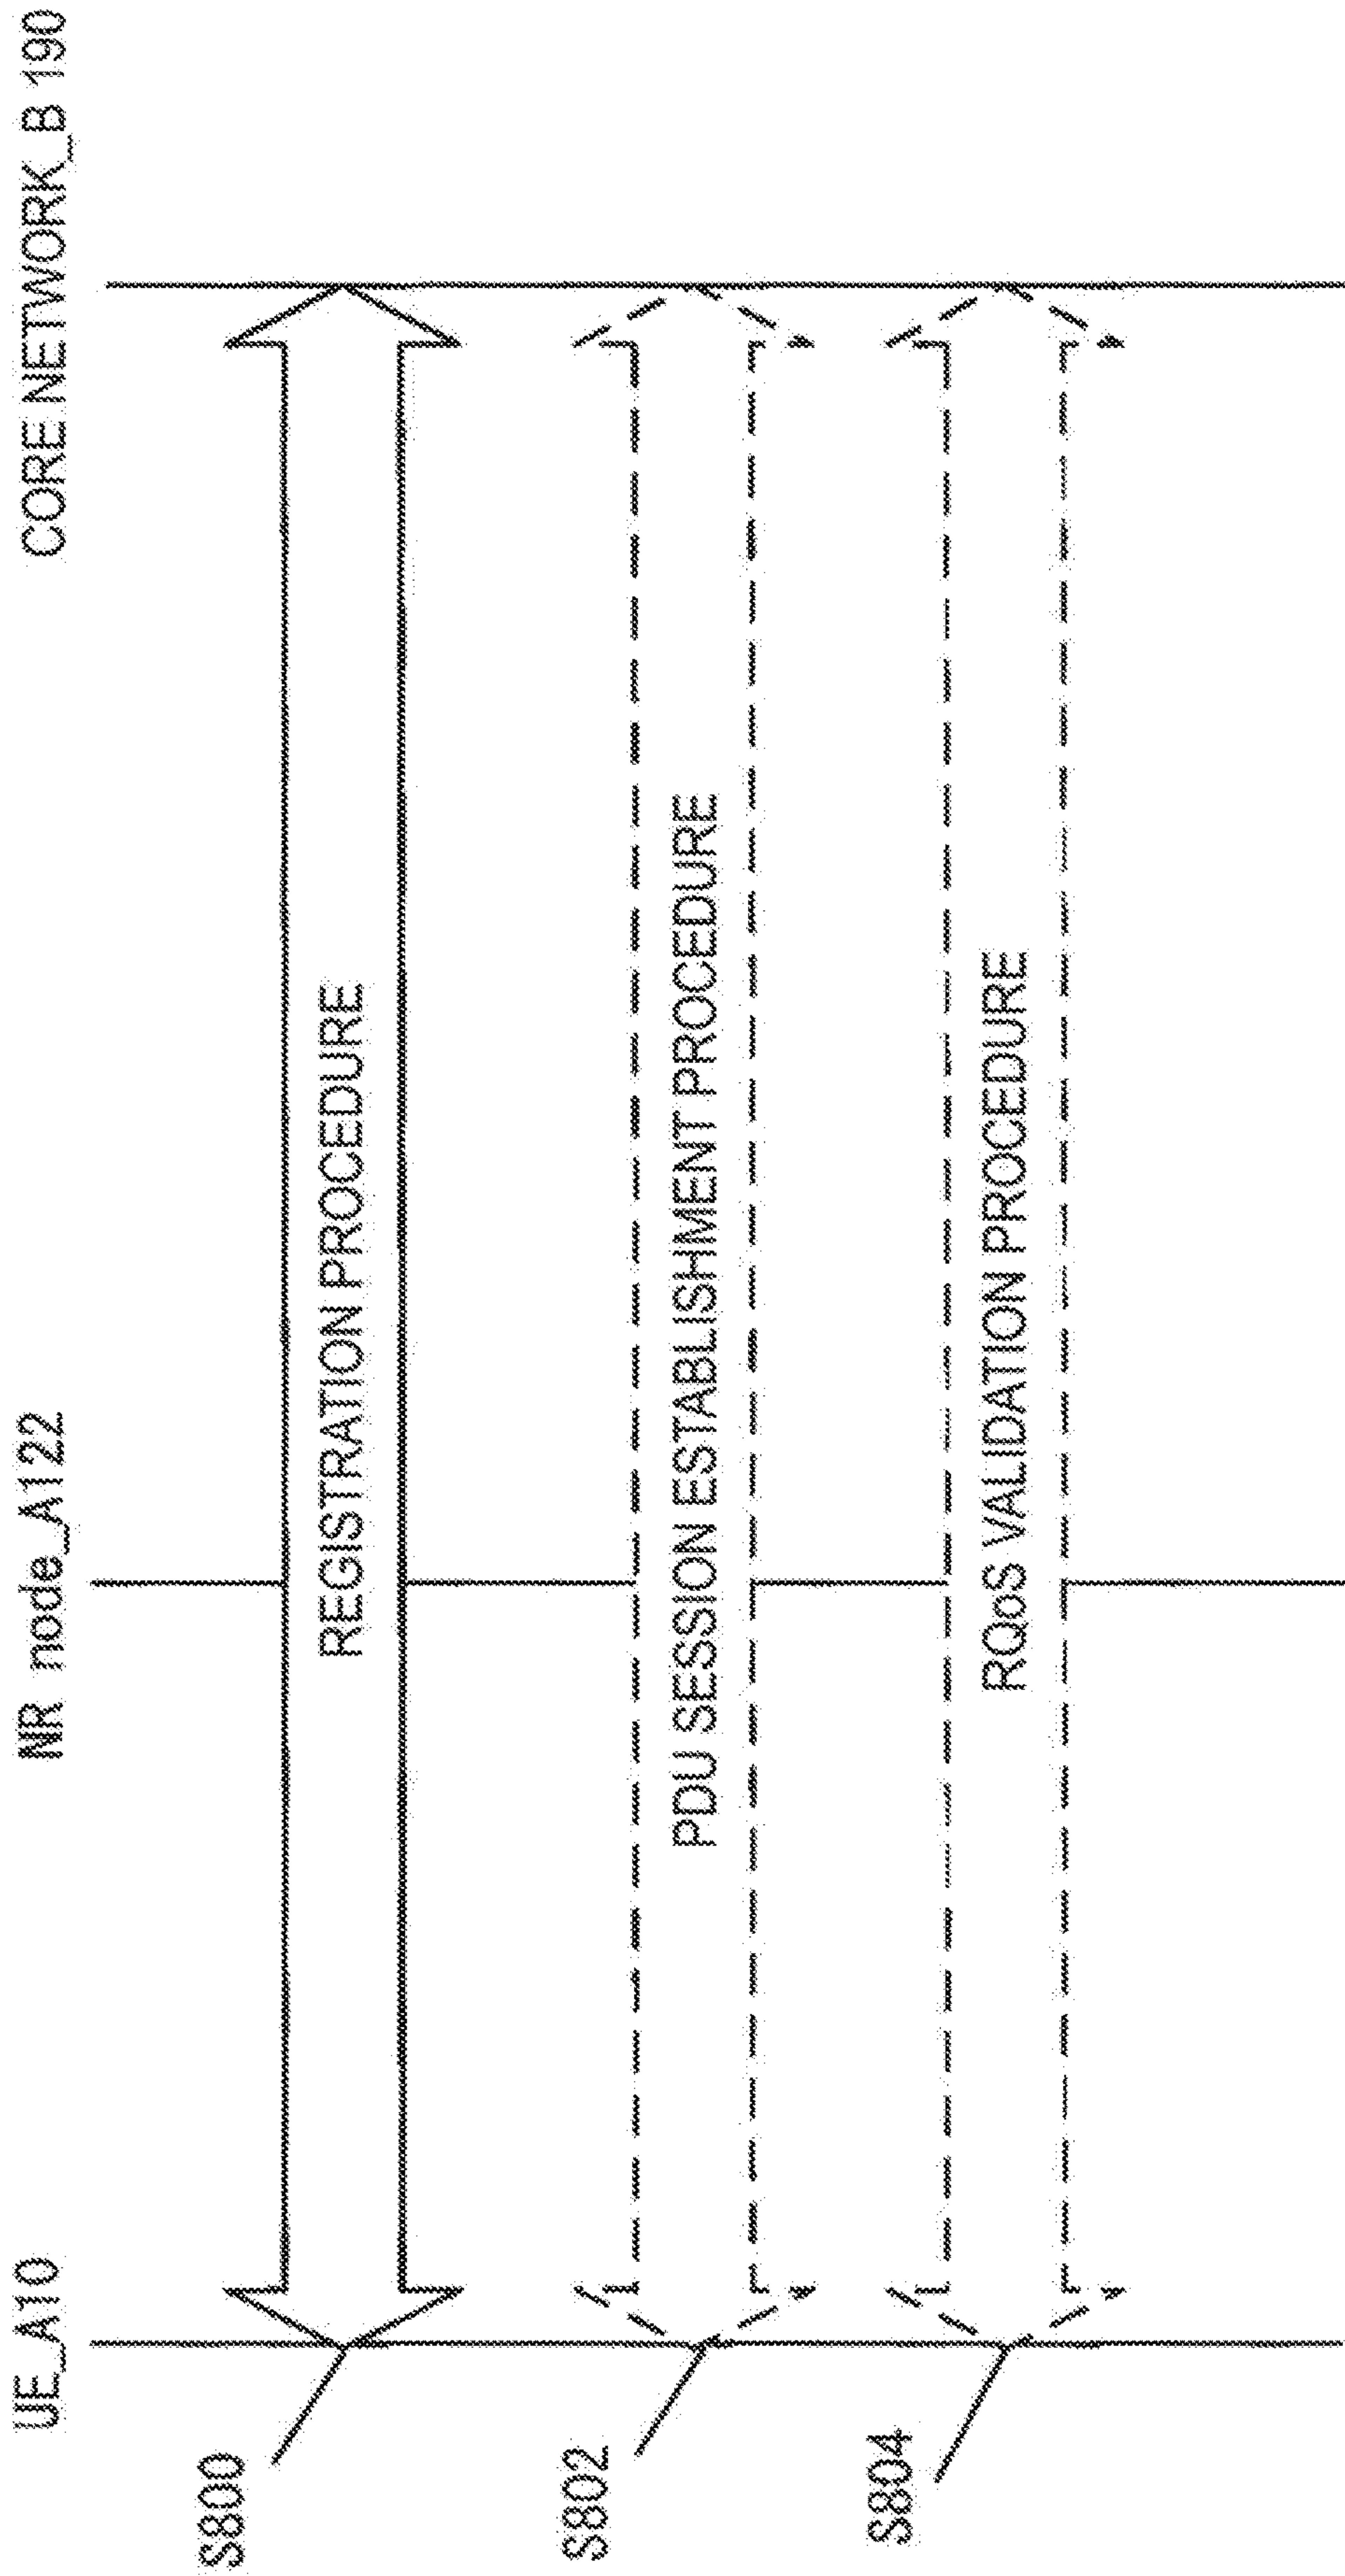 UE_A10
NR node_A122
CORE NETWORK_B 190
S800
REGISTRATION PROCEDURE
S802
PDU SESSION ESTABLISHMENT PROCEDURE
S804
RQoS VALIDATION PROCEDURE